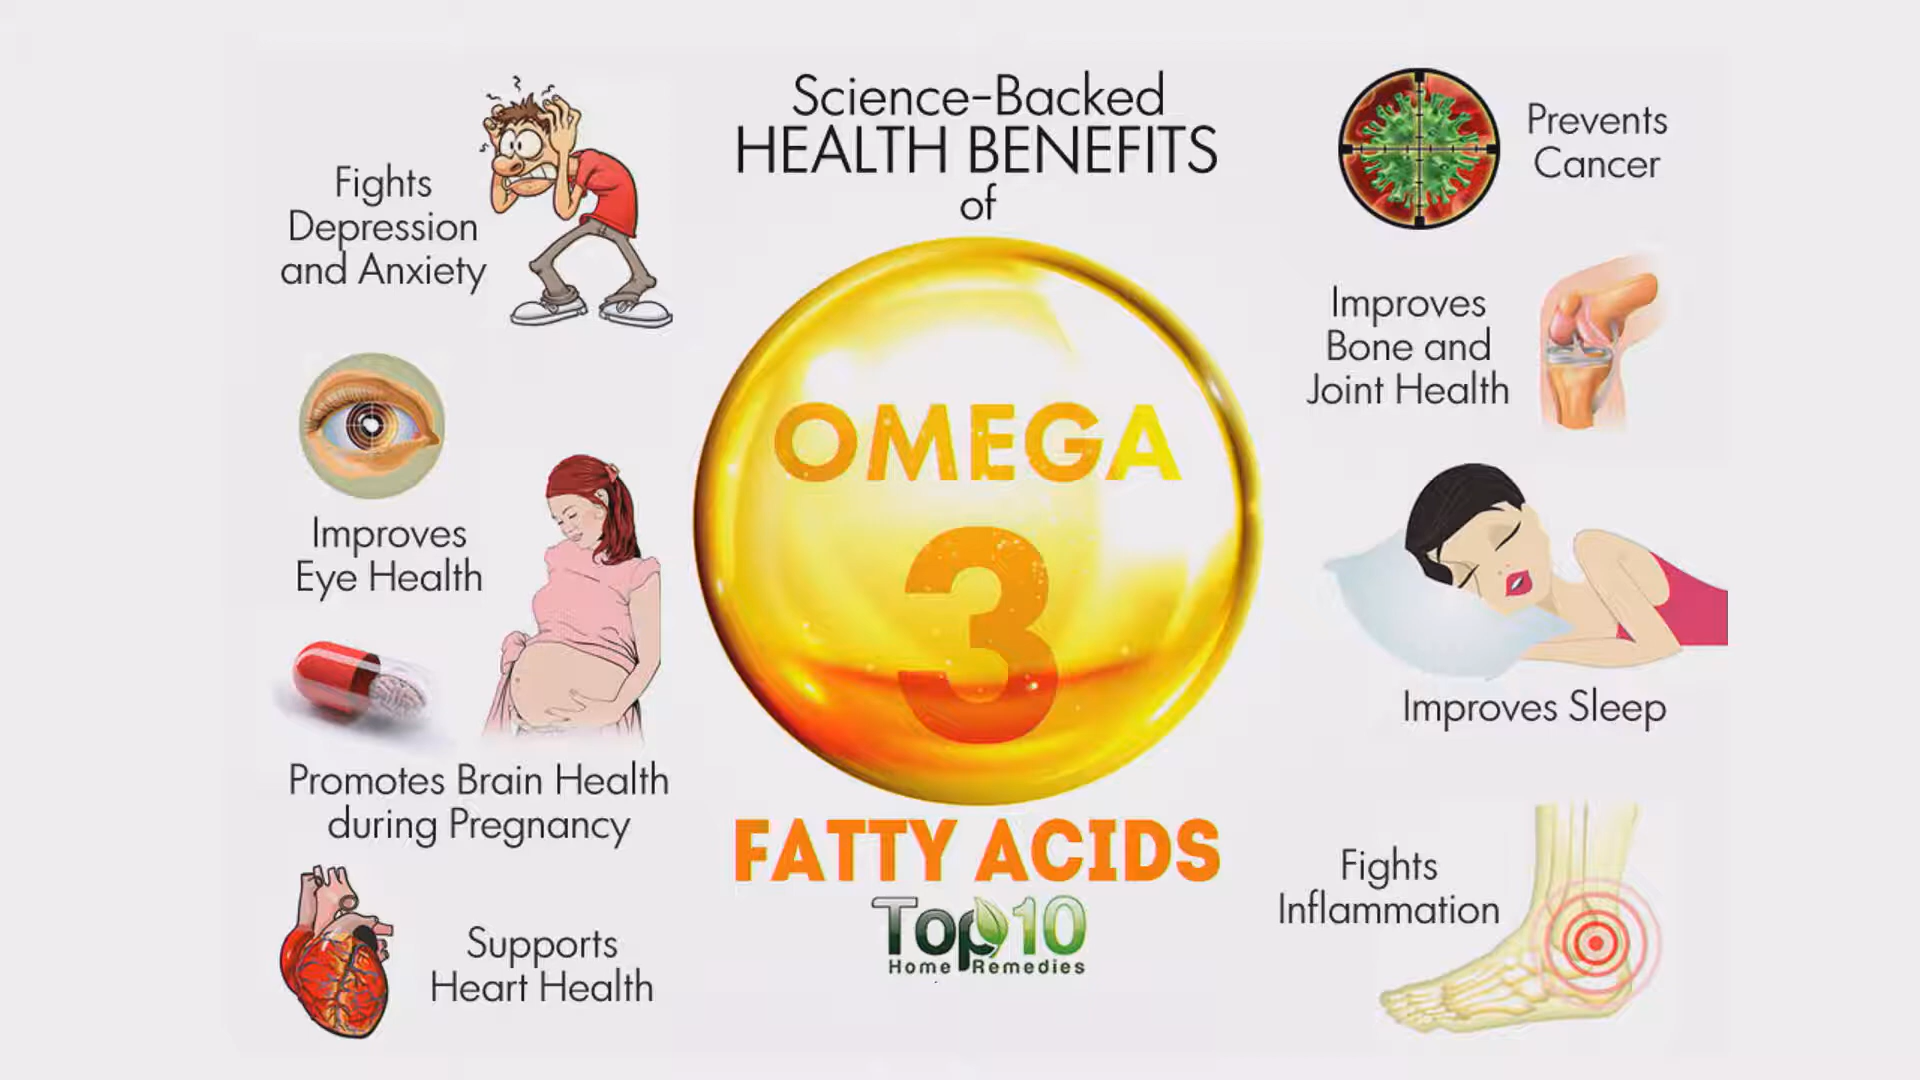 Science-Backed
HEALTH BENEFITS
of
OMEGA
3
FATTY ACIDS
Top10
Home Remedies
Fights
Depression
and Anxiety
Improves
Eye Health
Promotes Brain Health
during Pregnancy
Supports
Heart Health
Prevents
Cancer
Improves
Bone and
Joint Health
Improves Sleep
Fights
Inflammation